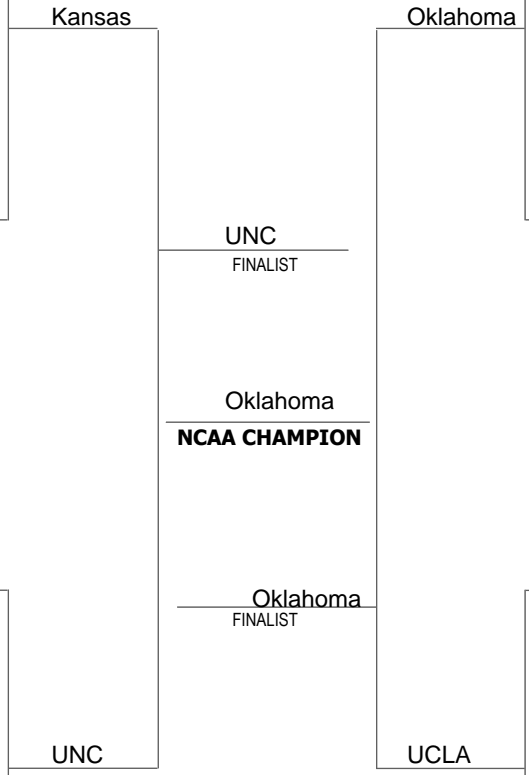 Kansas
Oklahoma
UNC
FINALIST
Oklahoma
NCAA CHAMPION
Oklahoma
FINALIST
UNC
UCLA